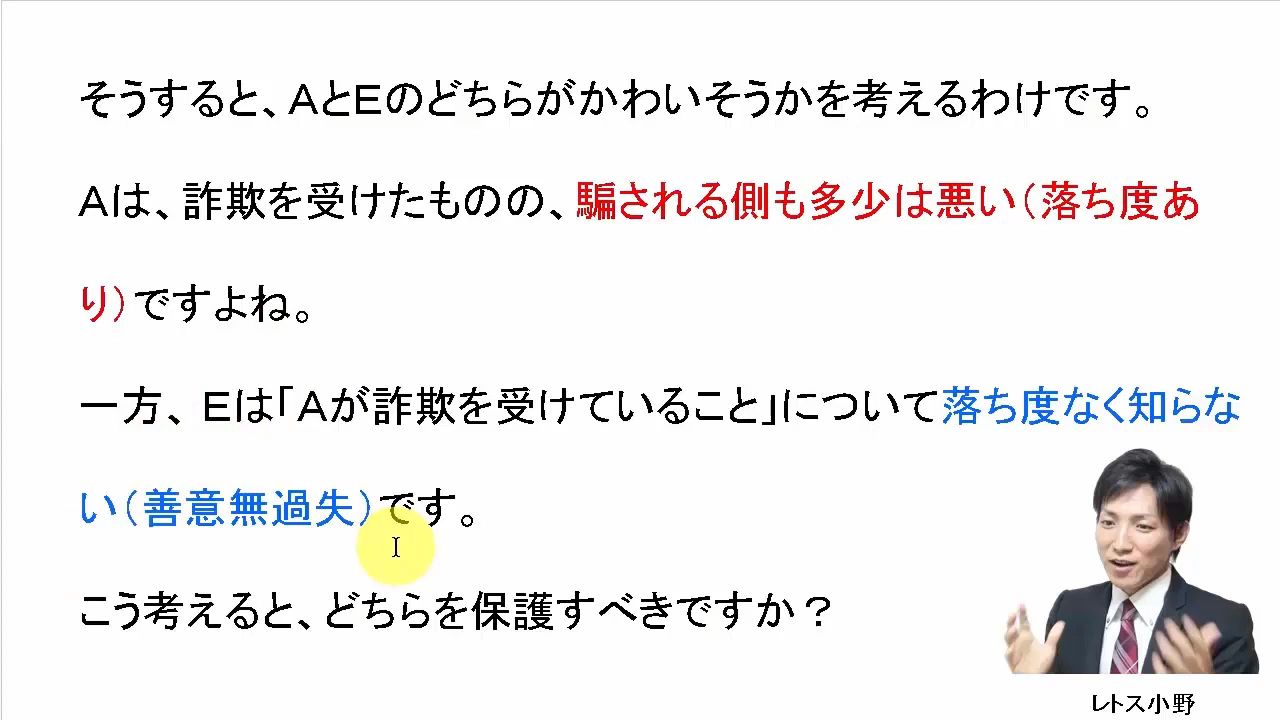 そうすると、AとEのどちらがかわいそうかを考えるわけです。
Aは、詐欺を受けたものの、騙される側も多少は悪い（落ち度あ
り）ですよね。
一方、Eは「Aが詐欺を受けていること」について落ち度なく知らな
い（善意無過失）です。
こう考えると、どちらを保護すべきですか？
レトス小野